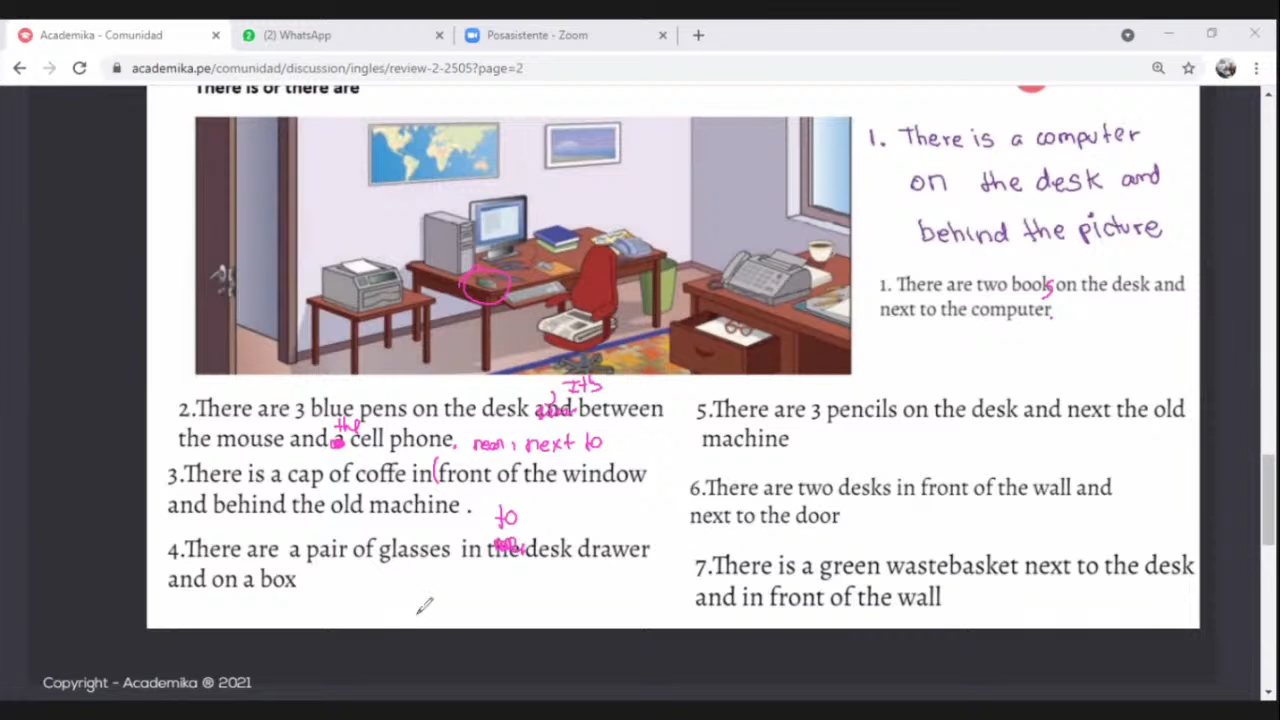 Academika - Comunidad
2
(2) WhatsApp
Posasistente - Zoom
academika.pe/comunidad/discussion/ingles/review-2-2505?page=2
There is or there are
1. There is a computer
on the desk and
behind the picture
1. There are two books on the desk and
next to the computer.
Its
2.There are 3 blue pens on the desk and between
the
the mouse and a cell phone. near, next to
3.There is a cap of coffe in(front of the window
and behind the old machine .
to
4.There are a pair of glasses in the desk drawer
and on a box
5.There are 3 pencils on the desk and next the old
machine
6.There are two desks in front of the wall and
next to the door
7.There is a green wastebasket next to the desk
and in front of the wall
Copyright - Academika ® 2021